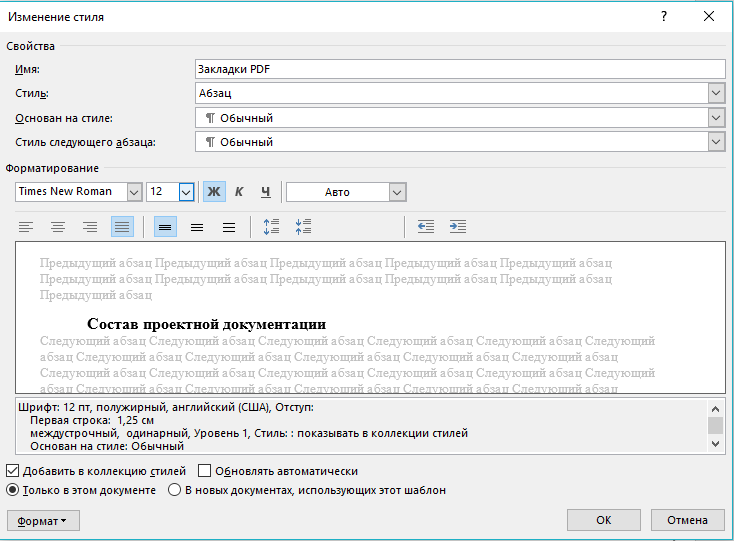 Изменение стиля
Свойства
Имя: Закладки PDF
Стиль: Абзац
Основан на стиле: ¶ Обычный
Стиль следующего абзаца: ¶ Обычный
Форматирование
Times New Roman 12 Ж К Ч Авто
Предыдущий абзац Предыдущий абзац Предыдущий абзац Предыдущий абзац Предыдущий абзац
Предыдущий абзац Предыдущий абзац Предыдущий абзац Предыдущий абзац Предыдущий абзац
Предыдущий абзац
Состав проектной документации
Следующий абзац Следующий абзац Следующий абзац Следующий абзац Следующий абзац Следующий
абзац Следующий абзац Следующий абзац Следующий абзац Следующий абзац Следующий абзац
Следующий абзац Следующий абзац Следующий абзац Следующий абзац Следующий абзац Следующий
абзац Следующий абзац Следующий абзац Следующий абзац Следующий абзац Следующий абзац
Шрифт: 12 пт, полужирный, английский (США), Отступ:
Первая строка: 1,25 см
междустрочный, одинарный, Уровень 1, Стиль: : показывать в коллекции стилей
Основан на стиле: Обычный
Добавить в коллекцию стилей Обновлять автоматически
Только в этом документе В новых документах, использующих этот шаблон
Формат ОК Отмена